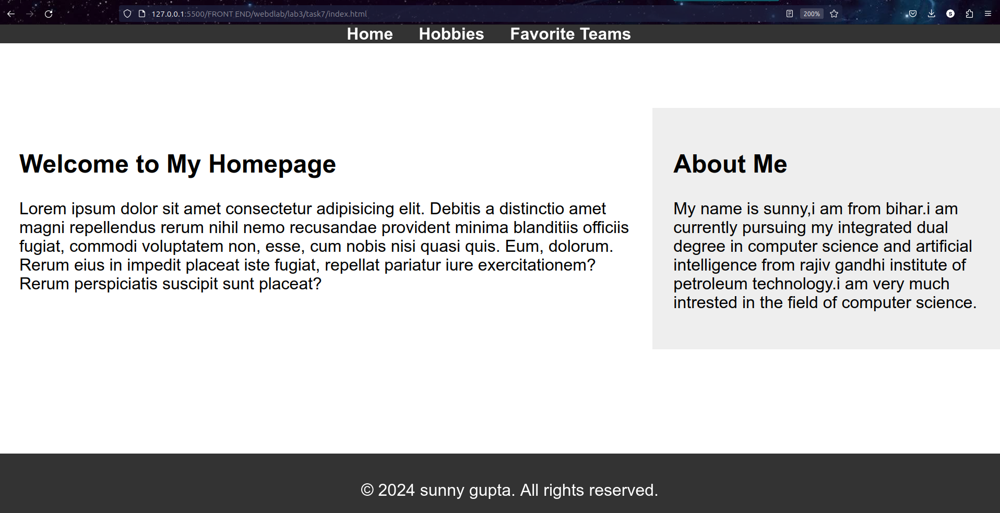 127.0.0.1:5500/FRONT END/webdlab/lab3/task7/index.html
200%
S
Home Hobbies Favorite Teams
Welcome to My Homepage
Lorem ipsum dolor sit amet consectetur adipisicing elit. Debitis a distinctio amet
magni repellendus rerum nihil nemo recusandae provident minima blanditiis officiis
fugiat, commodi voluptatem non, esse, cum nobis nisi quasi quis. Eum, dolorum.
Rerum eius in impedit placeat iste fugiat, repellat pariatur iure exercitationem?
Rerum perspiciatis suscipit sunt placeat?
About Me
My name is sunny,i am from bihar.i am
currently pursuing my integrated dual
degree in computer science and artificial
intelligence from rajiv gandhi institute of
petroleum technology.i am very much
intrested in the field of computer science.
© 2024 sunny gupta. All rights reserved.